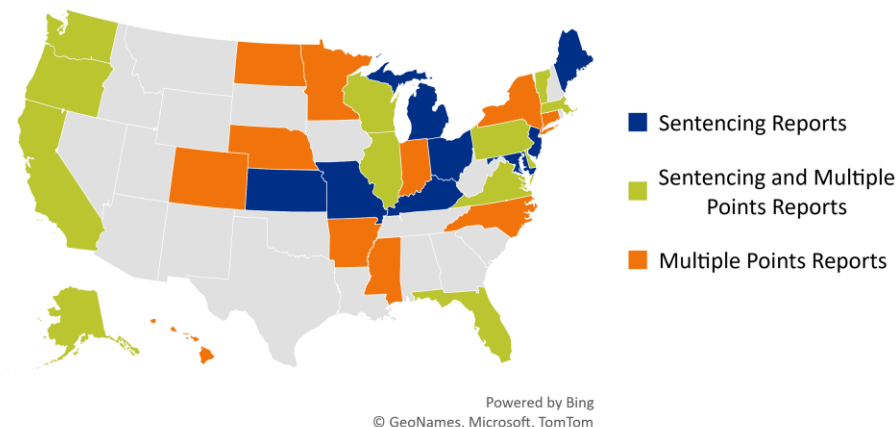 Sentencing Reports
Sentencing and Multiple
Points Reports
Multiple Points Reports
Powered by Bing
© GeoNames, Microsoft, TomTom